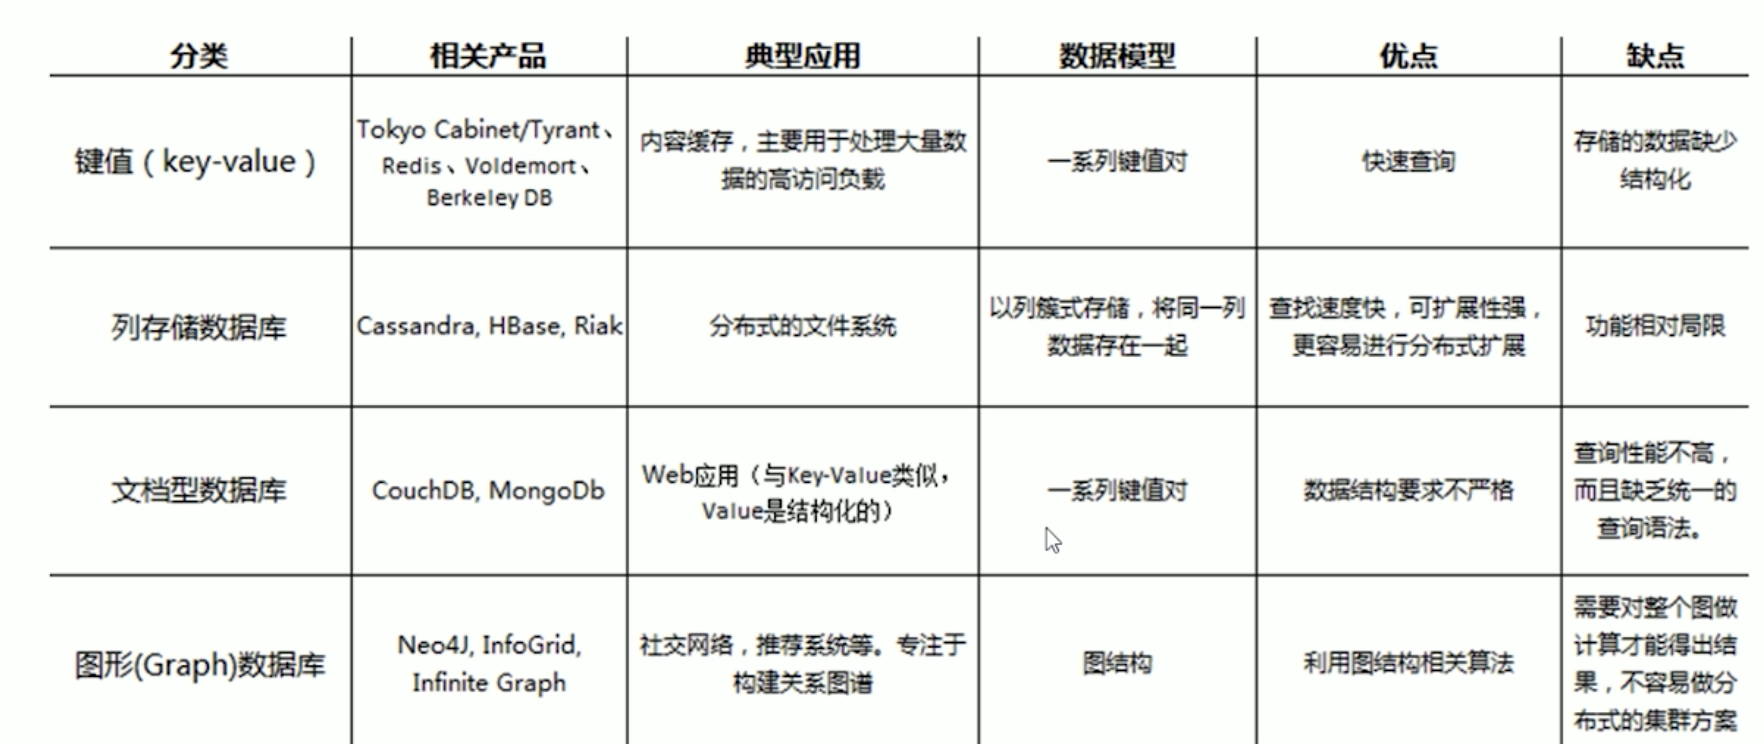 分类 相关产品 典型应用 数据模型 优点 缺点
键值（key-value）
Tokyo Cabinet/Tyrant、
Redis、Voldemort、
Berkeley DB
内容缓存，主要用于处理大量数
据的高访问负载
一系列键值对
快速查询
存储的数据缺少
结构化
列存储数据库
Cassandra, HBase, Riak
分布式的文件系统
以列簇式存储，将同一列
数据存在一起
查找速度快，可扩展性强，
更容易进行分布式扩展
功能相对局限
文档型数据库
CouchDB, MongoDb
Web应用（与Key-Value类似，
Value是结构化的）
一系列键值对
数据结构要求不严格
查询性能不高，
而且缺乏统一的
查询语法。
图形(Graph)数据库
Neo4J, InfoGrid,
Infinite Graph
社交网络，推荐系统等。专注于
构建关系图谱
图结构
利用图结构相关算法
需要对整个图做
计算才能得出结
果，不容易做分
布式的集群方案